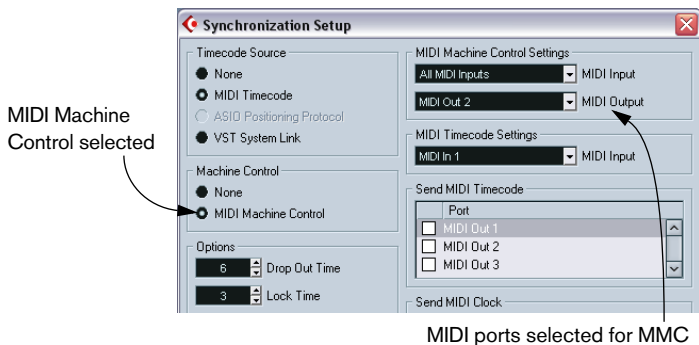 Synchronization Setup
Timecode Source
None
MIDI Timecode
ASIO Positioning Protocol
VST System Link
Machine Control
None
MIDI Machine Control
Options
6 Drop Out Time
3 Lock Time
MIDI Machine Control Settings
All MIDI Inputs MIDI Input
MIDI Out 2 MIDI Output
MIDI Timecode Settings
MIDI In 1 MIDI Input
Send MIDI Timecode
Port
MIDI Out 1
MIDI Out 2
MIDI Out 3
Send MIDI Clock
MIDI Machine
Control selected
MIDI ports selected for MMC